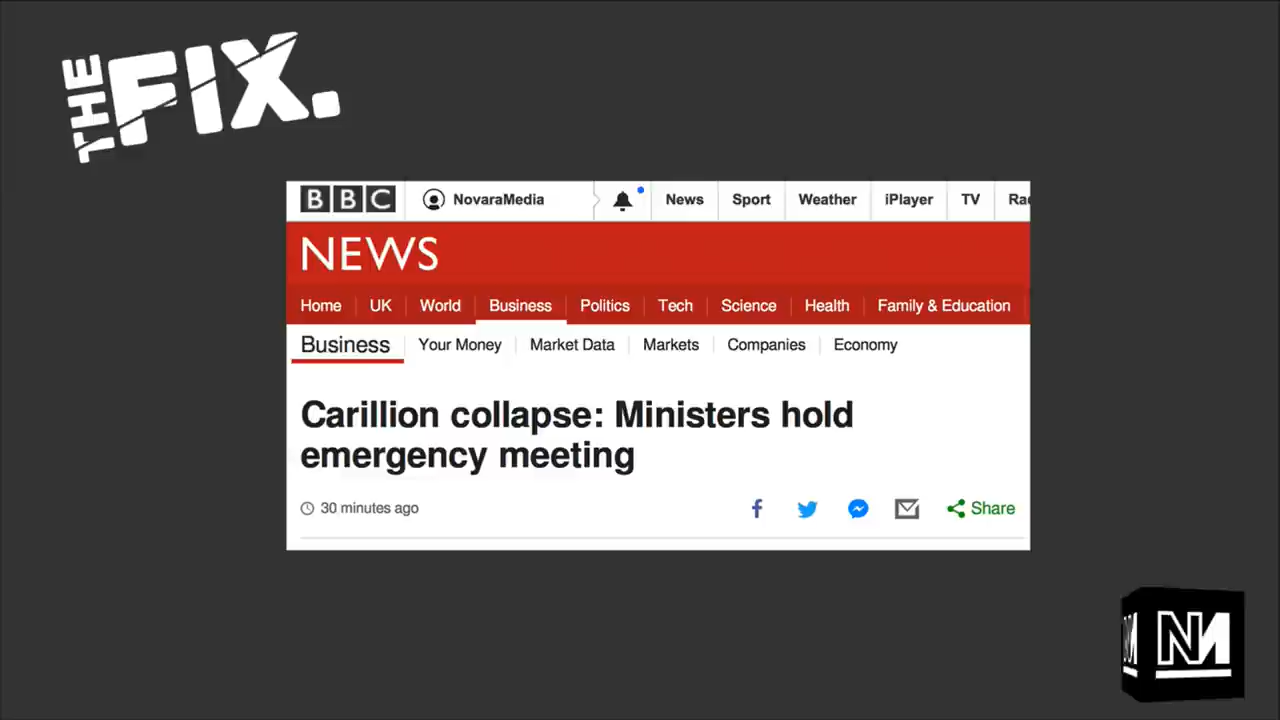 THE FIX.
BBC NovaraMedia News Sport Weather iPlayer TV
NEWS
Home UK World Business Politics Tech Science Health Family & Education
Business Your Money Market Data Markets Companies Economy
Carillion collapse: Ministers hold
emergency meeting
30 minutes ago Share
NM